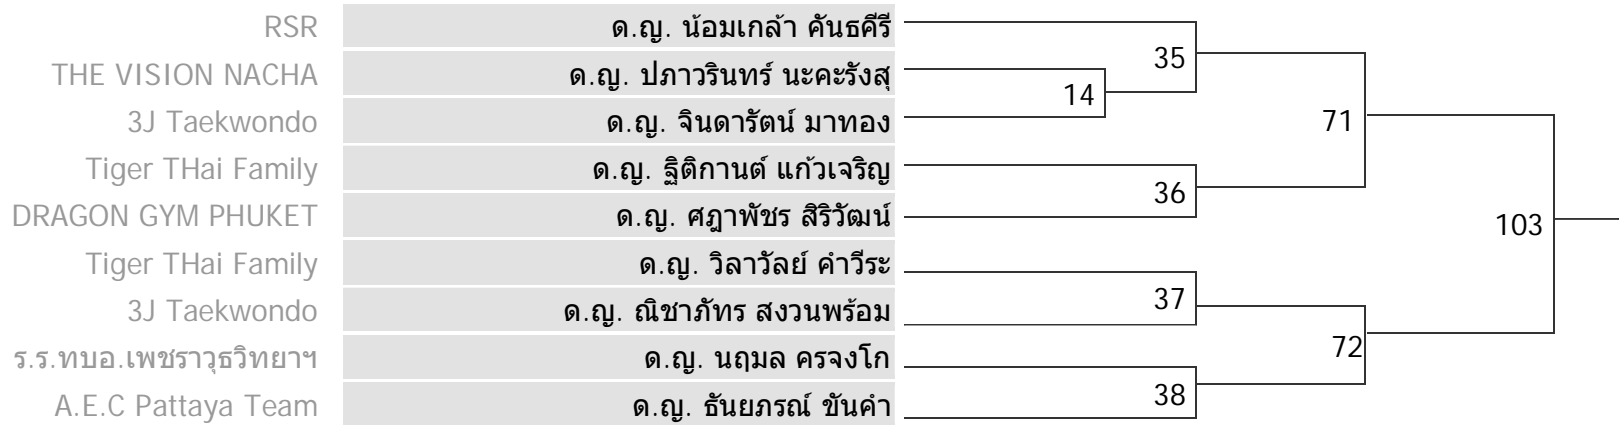 RSR ด.ญ. น้อมเกล้า คันธคีรี
35
THE VISION NACHA ด.ญ. ปภาวรินทร์ นะคะรังสุ
14
3J Taekwondo ด.ญ. จินดารัตน์ มาทอง
71
Tiger THai Family ด.ญ. ฐิติกานต์ แก้วเจริญ
36
DRAGON GYM PHUKET ด.ญ. ศฎาพัชร สิริวัฒน์
103
Tiger THai Family ด.ญ. วิลาวัลย์ คำวีระ
37
3J Taekwondo ด.ญ. ณิชาภัทร สงวนพร้อม
72
ร.ร.ทบอ.เพชราวุธวิทยาฯ ด.ญ. นฤมล ครจงโก
38
A.E.C Pattaya Team ด.ญ. ธันยภรณ์ ขันคำ